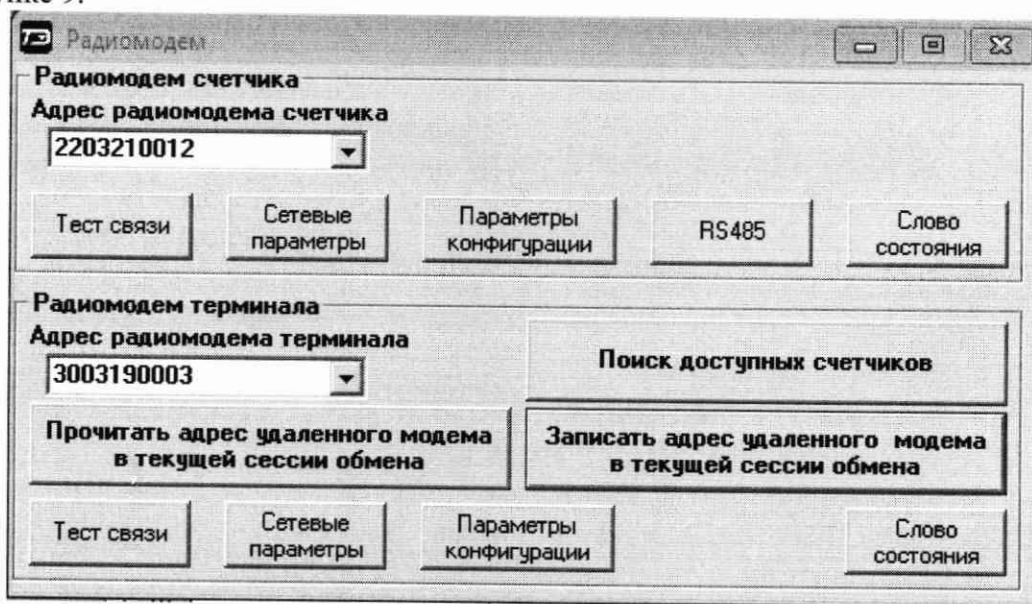 Радиомодем
Радиомодем счетчика
Адрес радиомодема счетчика
2203210012
Тест связи
Сетевые
параметры
Параметры
конфигурации
RS485
Слово
состояния
Радиомодем терминала
Адрес радиомодема терминала
3003190003
Поиск доступных счетчиков
Прочитать адрес удаленного модема
в текущей сессии обмена
Записать адрес удаленного модема
в текущей сессии обмена
Тест связи
Сетевые
параметры
Параметры
конфигурации
Слово
состояния